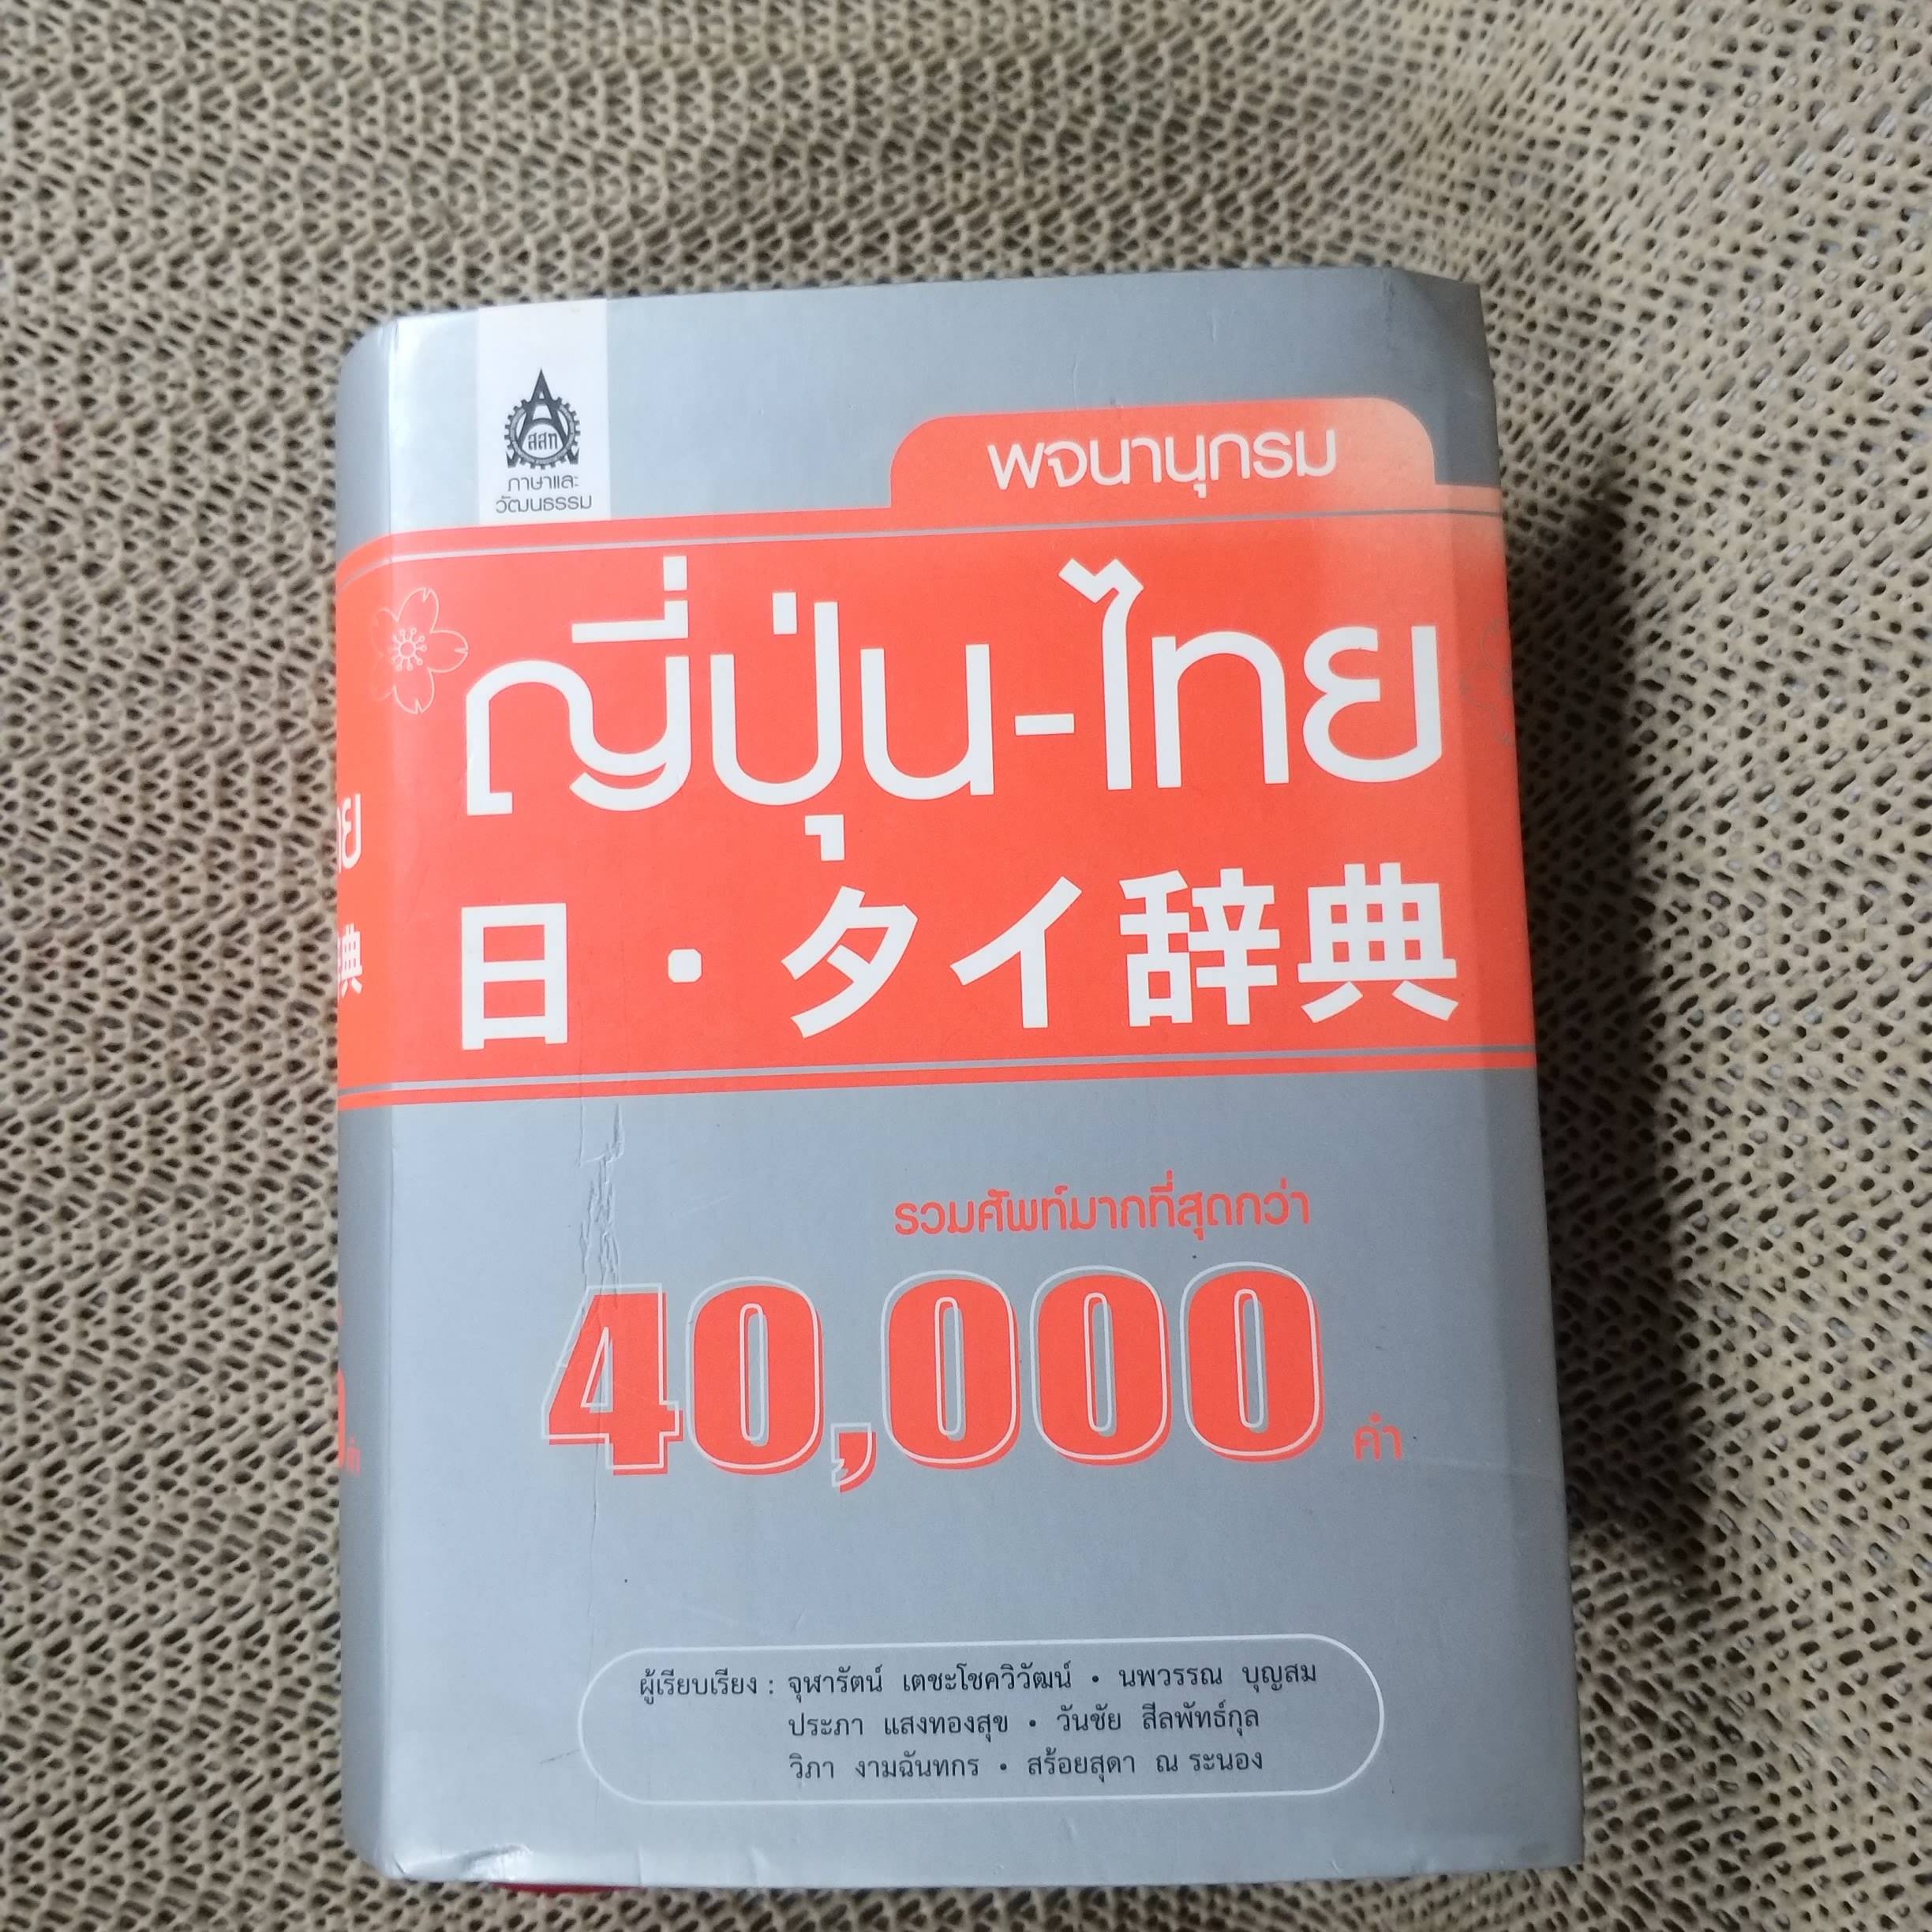 สสท
ภาษาและ
วัฒนธรรม
พจนานุกรม
ญี่ปุ่น-ไทย
日・タイ辞典
รวมศัพท์มากที่สุดกว่า
40,000 คำ
ผู้เรียบเรียง : จุฬารัตน์ เตชะโชควิวัฒน์ • นพวรรณ บุญสม
ประภา แสงทองสุข • วันชัย สีลพัทธ์กุล
วิภา งามฉันทกร • สร้อยสุดา ณ ระนอง